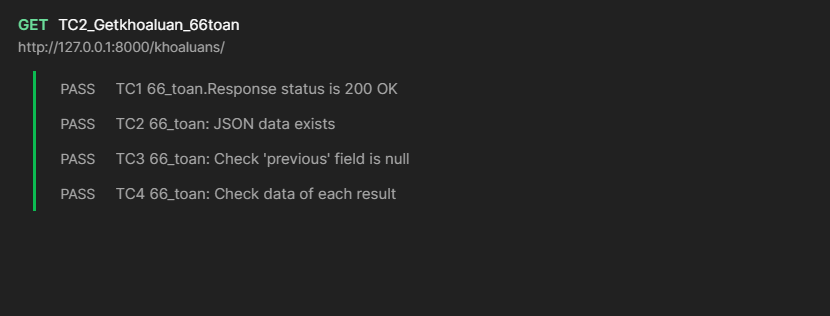 GET TC2_Getkhoaluan_66toan
http://127.0.0.1:8000/khoaluans/
PASS TC1 66_toan.Response status is 200 OK
PASS TC2 66_toan: JSON data exists
PASS TC3 66_toan: Check 'previous' field is null
PASS TC4 66_toan: Check data of each result